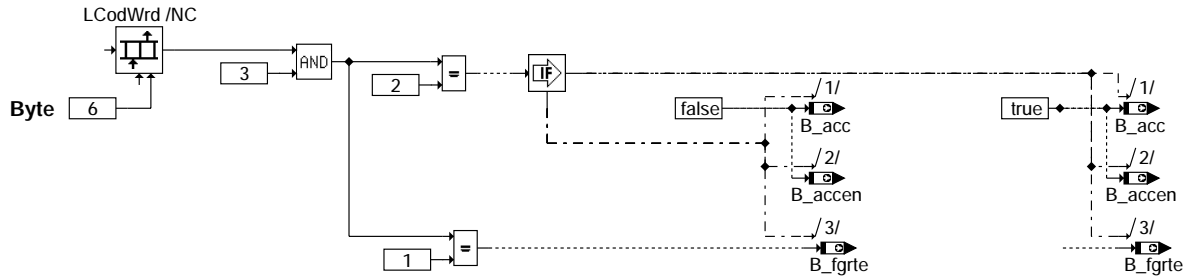 LCodWrd /NC
AND
3
2
=
IF
Byte
6
false
1/
B_acc
true
1/
B_acc
2/
B_accen
2/
B_accen
1
=
3/
B_fgrte
3/
B_fgrte